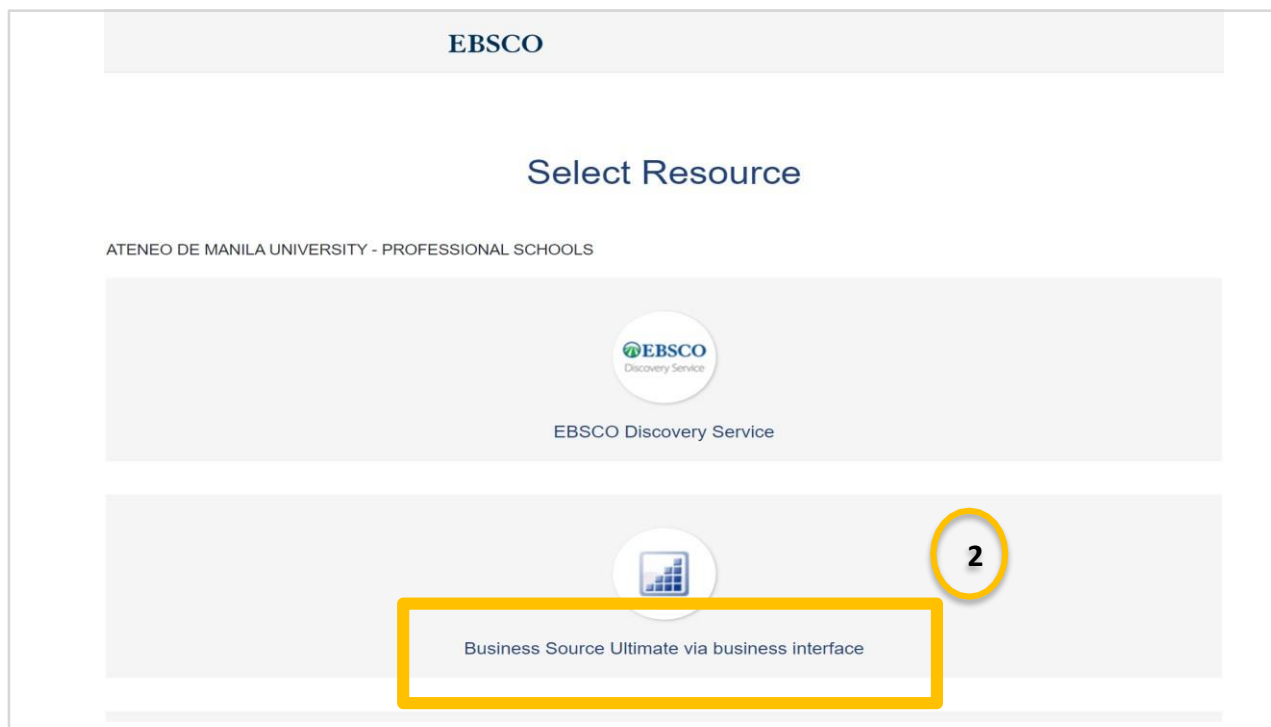 EBSCO
Select Resource
ATENEO DE MANILA UNIVERSITY - PROFESSIONAL SCHOOLS
EBSCO
Discovery Service
EBSCO Discovery Service
2
Business Source Ultimate via business interface